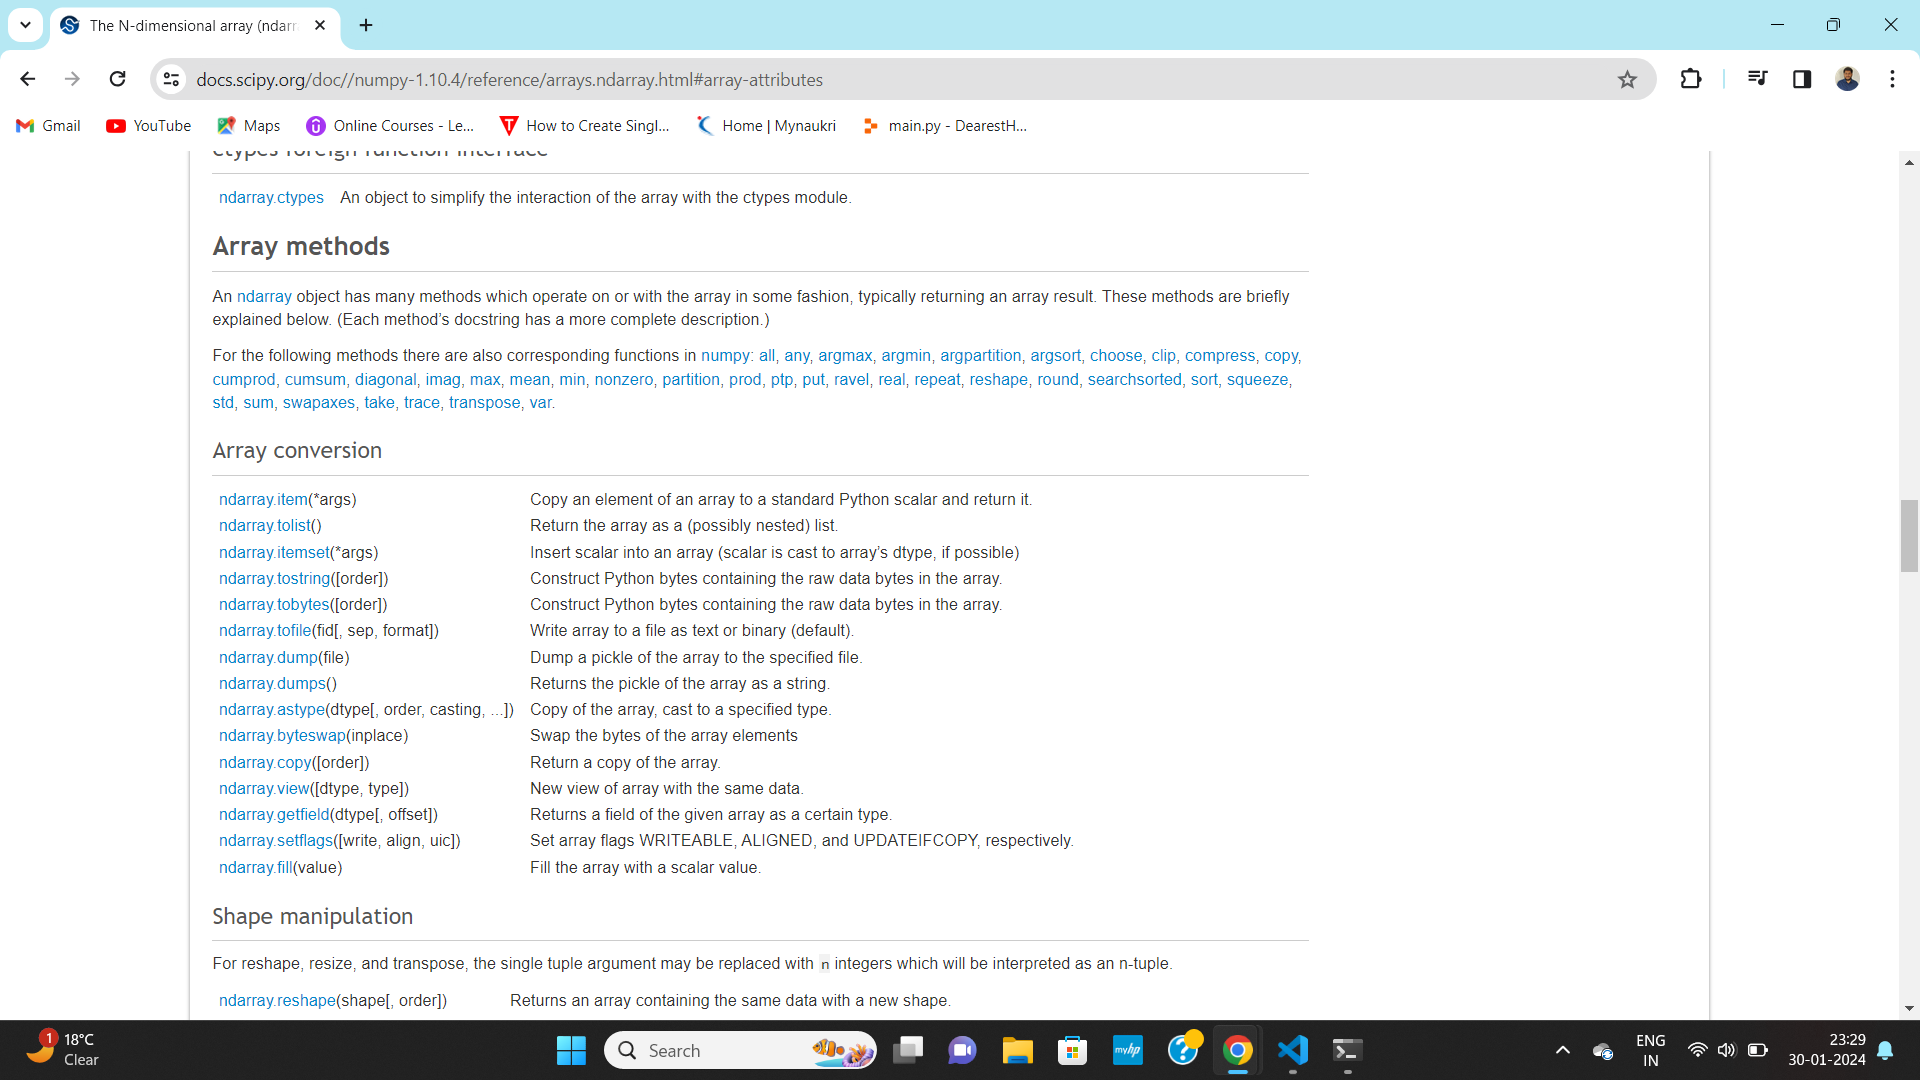 The N-dimensional array (ndarr
docs.scipy.org/doc//numpy-1.10.4/reference/arrays.ndarray.html#array-attributes
Gmail YouTube Maps Online Courses - Le... How to Create Singl... Home | Mynaukri main.py - DearestH...
ctypes foreign function interface
ndarray.ctypes An object to simplify the interaction of the array with the ctypes module.
Array methods
An ndarray object has many methods which operate on or with the array in some fashion, typically returning an array result. These methods are briefly
explained below. (Each method’s docstring has a more complete description.)
For the following methods there are also corresponding functions in numpy: all, any, argmax, argmin, argpartition, argsort, choose, clip, compress, copy,
cumprod, cumsum, diagonal, imag, max, mean, min, nonzero, partition, prod, ptp, put, ravel, real, repeat, reshape, round, searchsorted, sort, squeeze,
std, sum, swapaxes, take, trace, transpose, var.
Array conversion
ndarray.item(*args) Copy an element of an array to a standard Python scalar and return it.
ndarray.tolist() Return the array as a (possibly nested) list.
ndarray.itemset(*args) Insert scalar into an array (scalar is cast to array’s dtype, if possible)
ndarray.tostring([order]) Construct Python bytes containing the raw data bytes in the array.
ndarray.tobytes([order]) Construct Python bytes containing the raw data bytes in the array.
ndarray.tofile(fid[, sep, format]) Write array to a file as text or binary (default).
ndarray.dump(file) Dump a pickle of the array to the specified file.
ndarray.dumps() Returns the pickle of the array as a string.
ndarray.astype(dtype[, order, casting, ...]) Copy of the array, cast to a specified type.
ndarray.byteswap(inplace) Swap the bytes of the array elements
ndarray.copy([order]) Return a copy of the array.
ndarray.view([dtype, type]) New view of array with the same data.
ndarray.getfield(dtype[, offset]) Returns a field of the given array as a certain type.
ndarray.setflags([write, align, uic]) Set array flags WRITEABLE, ALIGNED, and UPDATEIFCOPY, respectively.
ndarray.fill(value) Fill the array with a scalar value.
Shape manipulation
For reshape, resize, and transpose, the single tuple argument may be replaced with n integers which will be interpreted as an n-tuple.
ndarray.reshape(shape[, order]) Returns an array containing the same data with a new shape.
1 18°C
Clear
Search
myhp
ENG
IN
23:29
30-01-2024